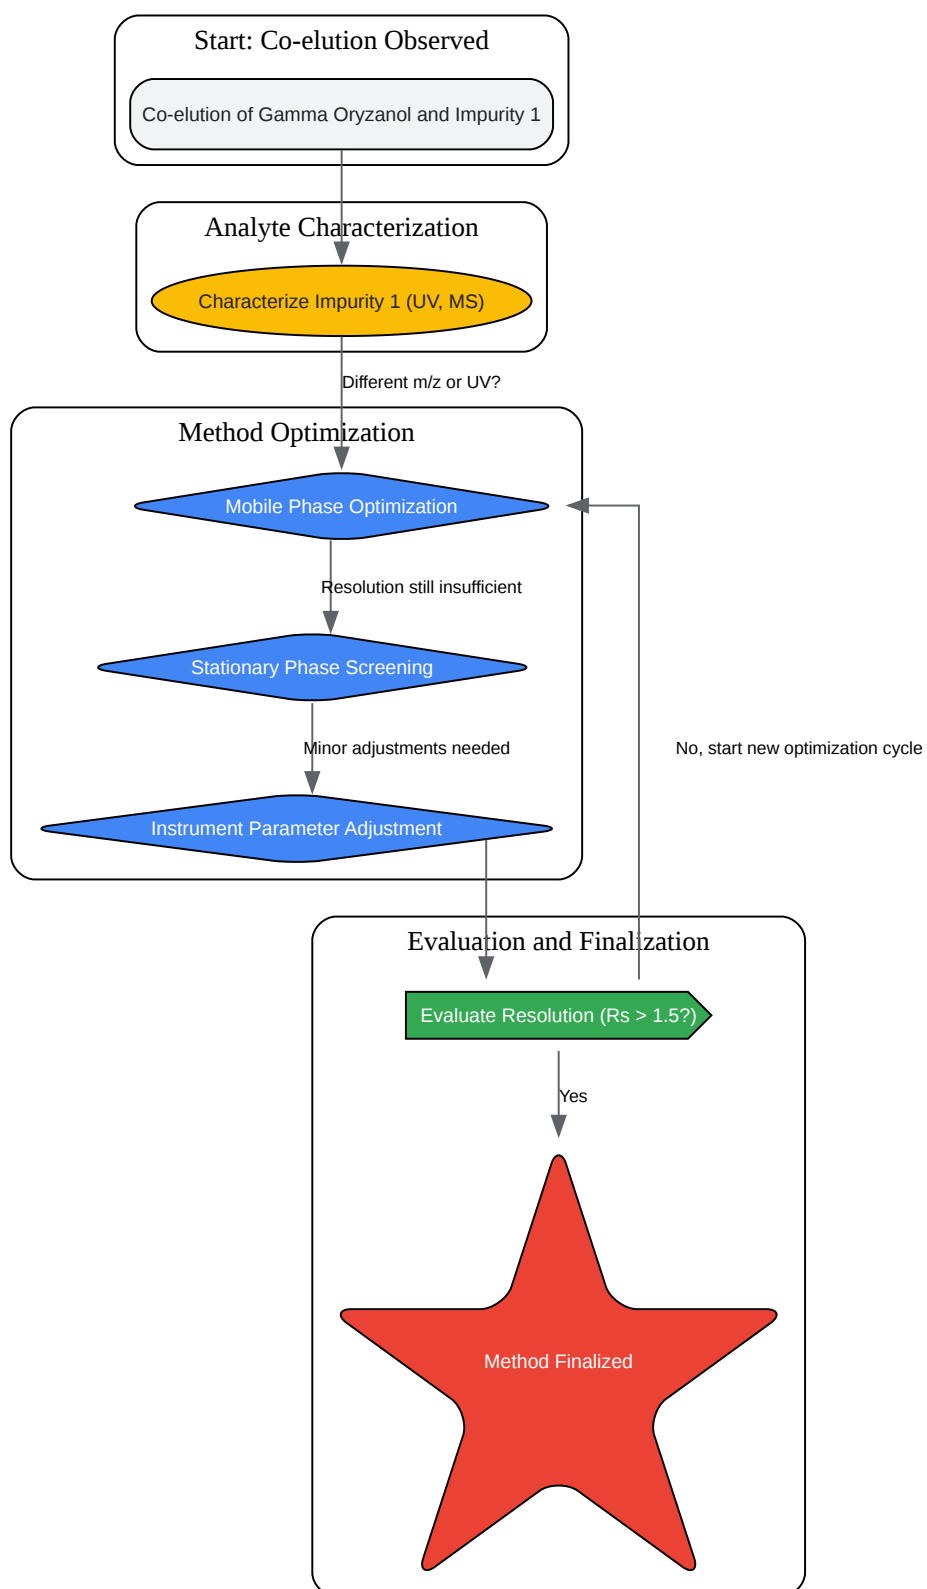 Start: Co-elution Observed
Co-elution of Gamma Oryzanol and Impurity 1
Analyte Characterization
Characterize Impurity 1 (UV, MS)
Different m/z or UV?
Method Optimization
Mobile Phase Optimization
Resolution still insufficient
Stationary Phase Screening
Minor adjustments needed
No, start new optimization cycle
Instrument Parameter Adjustment
Evaluation and Finalization
Evaluate Resolution (Rs > 1.5?)
Yes
Method Finalized